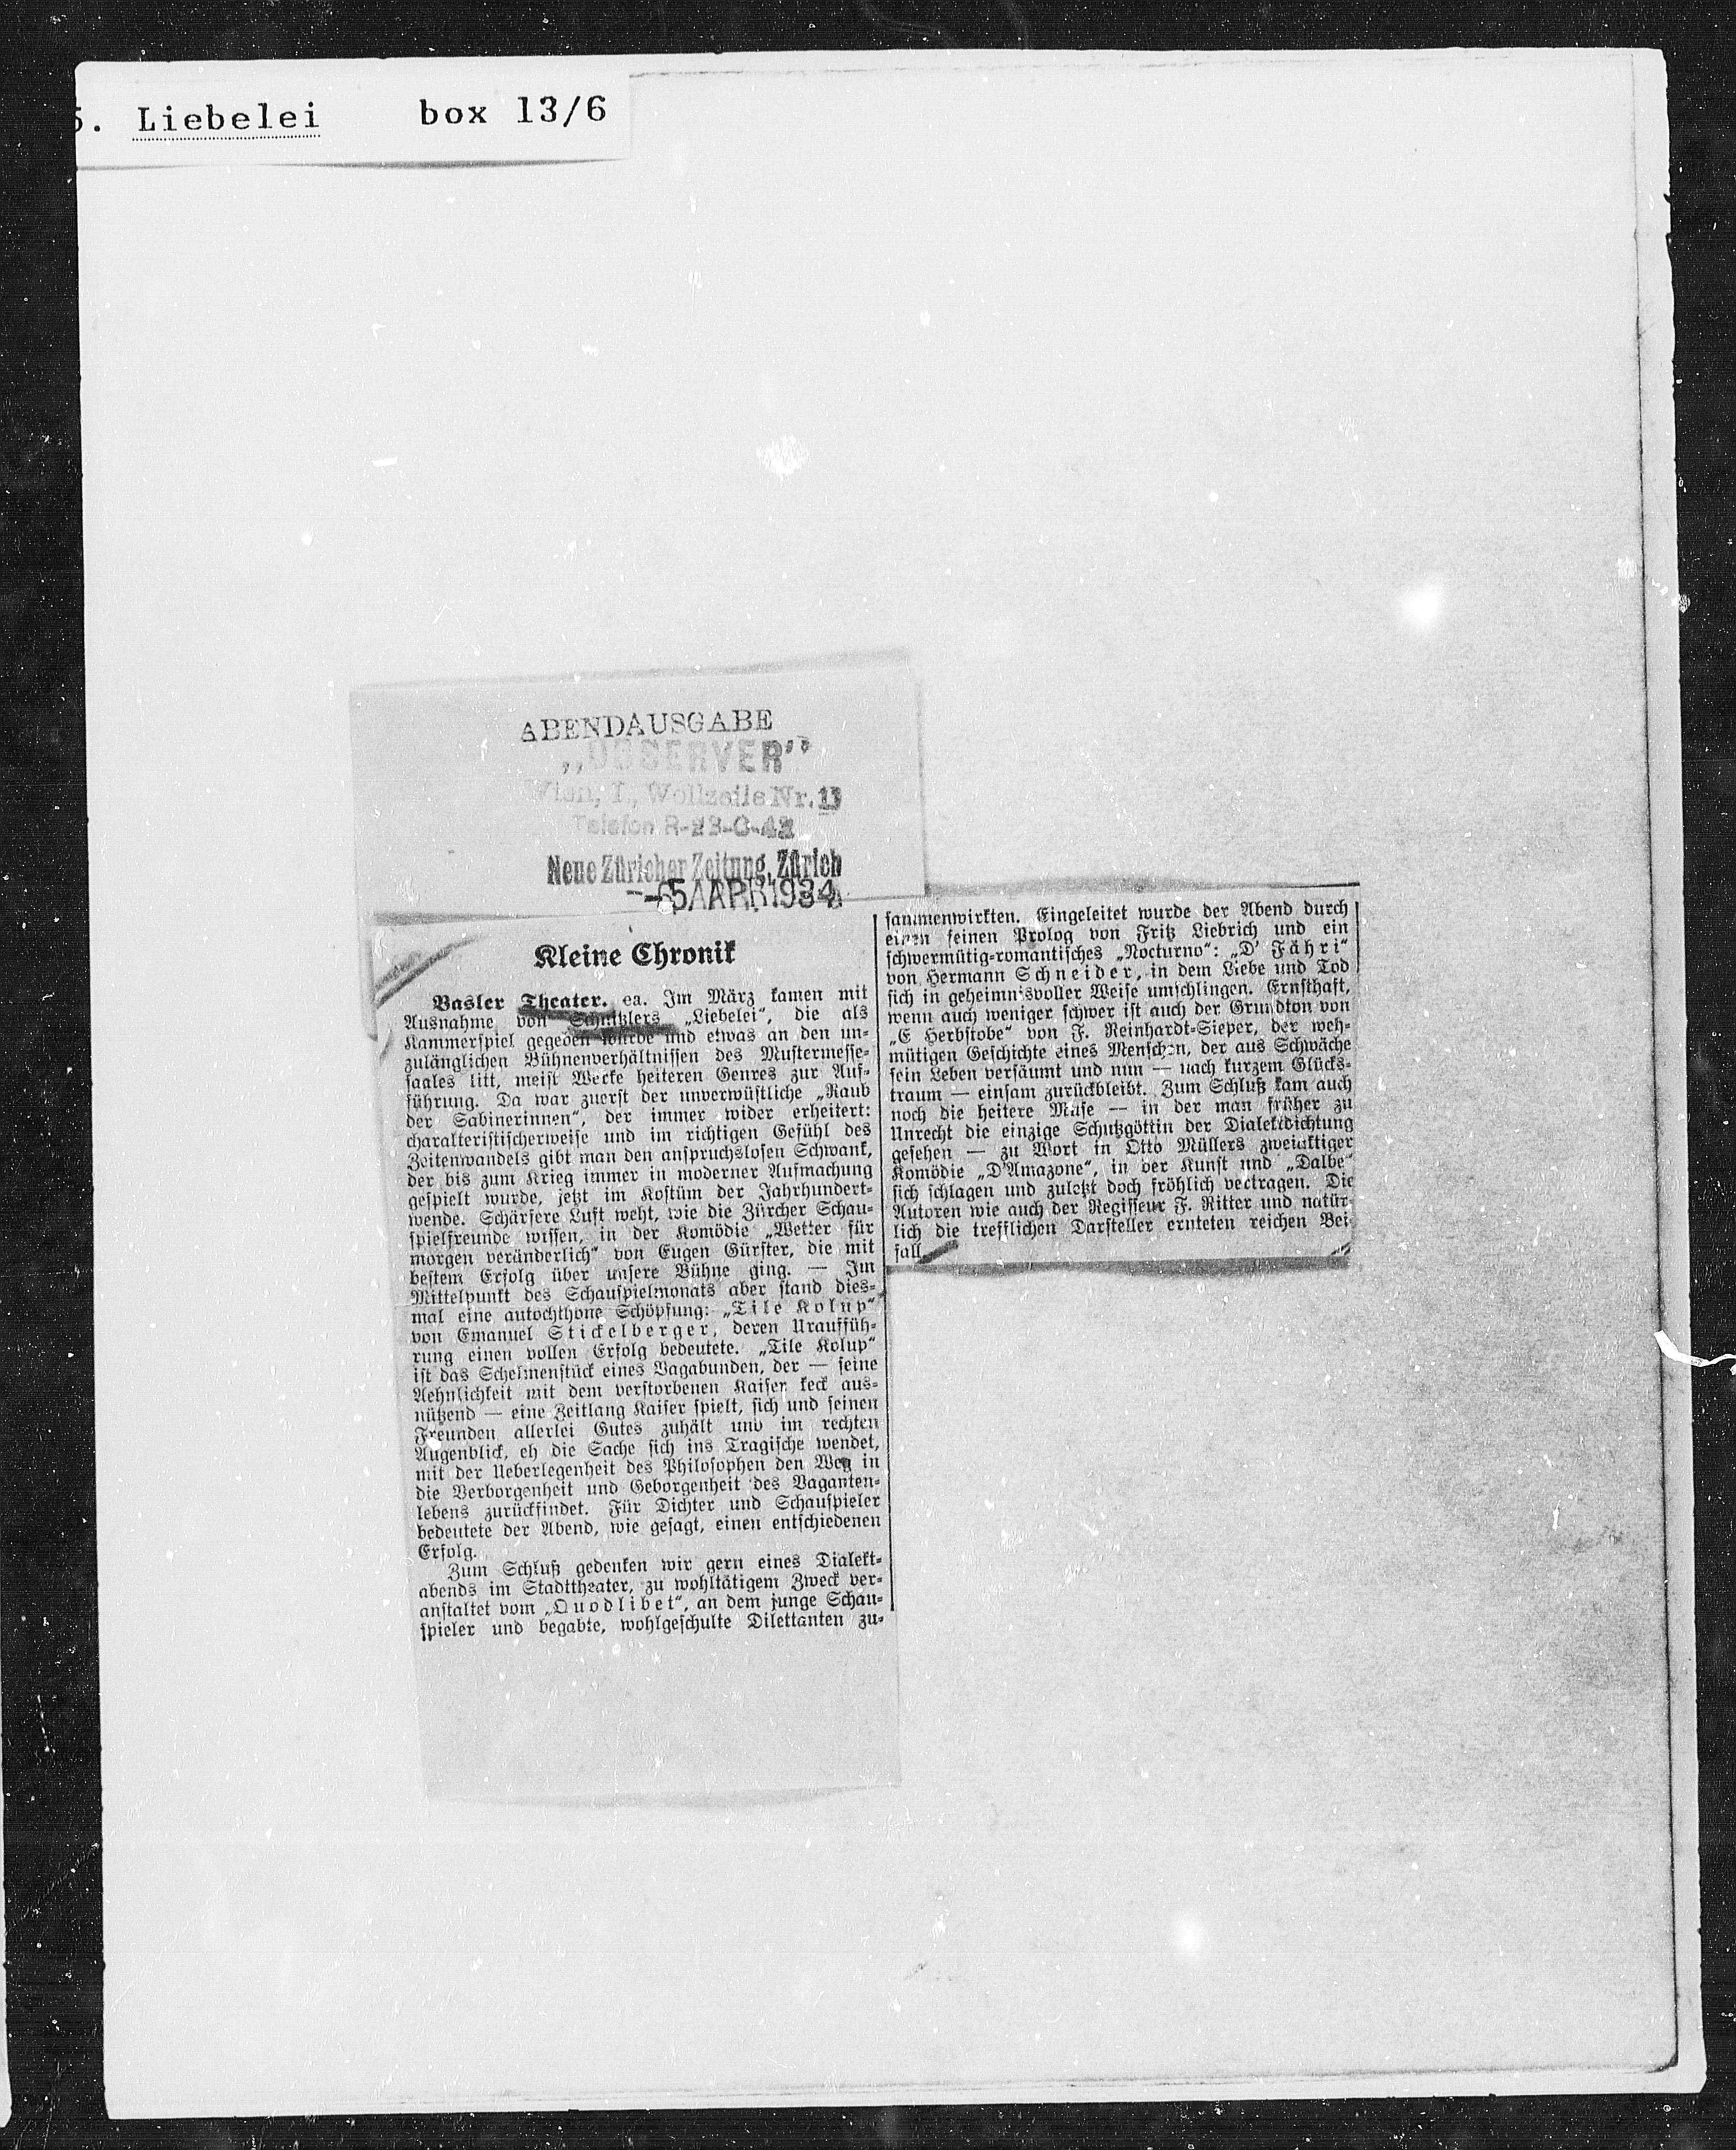 5. Liebelei box 13/6
ABENDAUSGABE
„OBSERVER"
Wien, I., Wollzeile Nr. 11
Telefon R-23-0-43
Neue Züricher Zeitung, Zürich
APR 1934
Kleine Chronik
Basler Theater. ea. Im März kamen mit
Ausnahme von Schnitzlers „Liebelei“, die als
Kammerspiel gegeben wurde und etwas an den un-
zulänglichen Bühnenverhältnissen des Mustermesse-
saales litt, meist Werke heiteren Genres zur Auf-
führung. Da war zuerst der unverwüstliche „Raub
der Sabinerinnen“, der immer wider erheitert:
charakteristischerweise und im richtigen Gefühl des
Zeitenwandels gibt man den anspruchslosen Schwank,
der bis zum Krieg immer in moderner Aufmachung
gespielt wurde, jetzt im Kostüm der Jahrhundert-
wende. Schärfere Luft weht, wie die Zürcher Schau-
spielfreunde wissen, in der Komödie „Wetter für
morgen veränderlich“ von Eugen Gürster, die mit
bestem Erfolg über unsere Bühne ging. — Im
Mittelpunkt des Schauspielmonats aber stand dies-
mal eine autochthone Schöpfung: „Tile Kolup“
von Emanuel Stickelberger, deren Urauffüh-
rung einen vollen Erfolg bedeutete. „Tile Kolup“
ist das Schelmenstück eines Vagabunden, der — seine
Aehnlichkeit mit dem verstorbenen Kaiser keck aus-
nützend — eine Zeitlang Kaiser spielt, sich und seinen
Freunden allerlei Gutes zuhält und im rechten
Augenblick, eh die Sache sich ins Tragische wendet,
mit der Ueberlegenheit des Philosophen den Weg in
die Verborgenheit und Geborgenheit des Vaganten-
lebens zurückfindet. Für Dichter und Schauspieler
bedeutete der Abend, wie gesagt, einen entschiedenen
Erfolg.
Zum Schluß gedenken wir gern eines Dialekt-
abends im Stadttheater, zu wohltätigem Zweck ver-
anstaltet vom „Quodlibet“, an dem junge Schau-
spieler und begabte, wohlgeschulte Dilettanten zu-
sammenwirkten. Eingeleitet wurde der Abend durch
einen feinen Prolog von Fritz Liebrich und ein
schwermütig-romantisches „Nocturno“: „D' Fähri“
von Hermann Schneider, in dem Liebe und Tod
sich in geheimnisvoller Weise umschlingen. Ernsthaft,
wenn auch weniger schwer ist auch der Grundton von
„E Herbstobe“ von F. Reinhardt-Sieper, der weh-
mütigen Geschichte eines Menschen, der aus Schwäche
sein Leben versäumt und nun — nach kurzem Glücks-
traum — einsam zurückbleibt. Zum Schluß kam auch
noch die heitere Muse — in der man früher zu
Unrecht die einzige Schutzgöttin der Dialektdichtung
gesehen — zu Wort in Otto Müllers zweiaktiger
Komödie „D'Amazone“, in der Kunst und „Dalbe“
sich schlagen und zuletzt doch fröhlich vertragen. Die
Autoren wie auch der Regisseur F. Ritter und natür-
lich die trefflichen Darsteller ernteten reichen Bei-
fall.